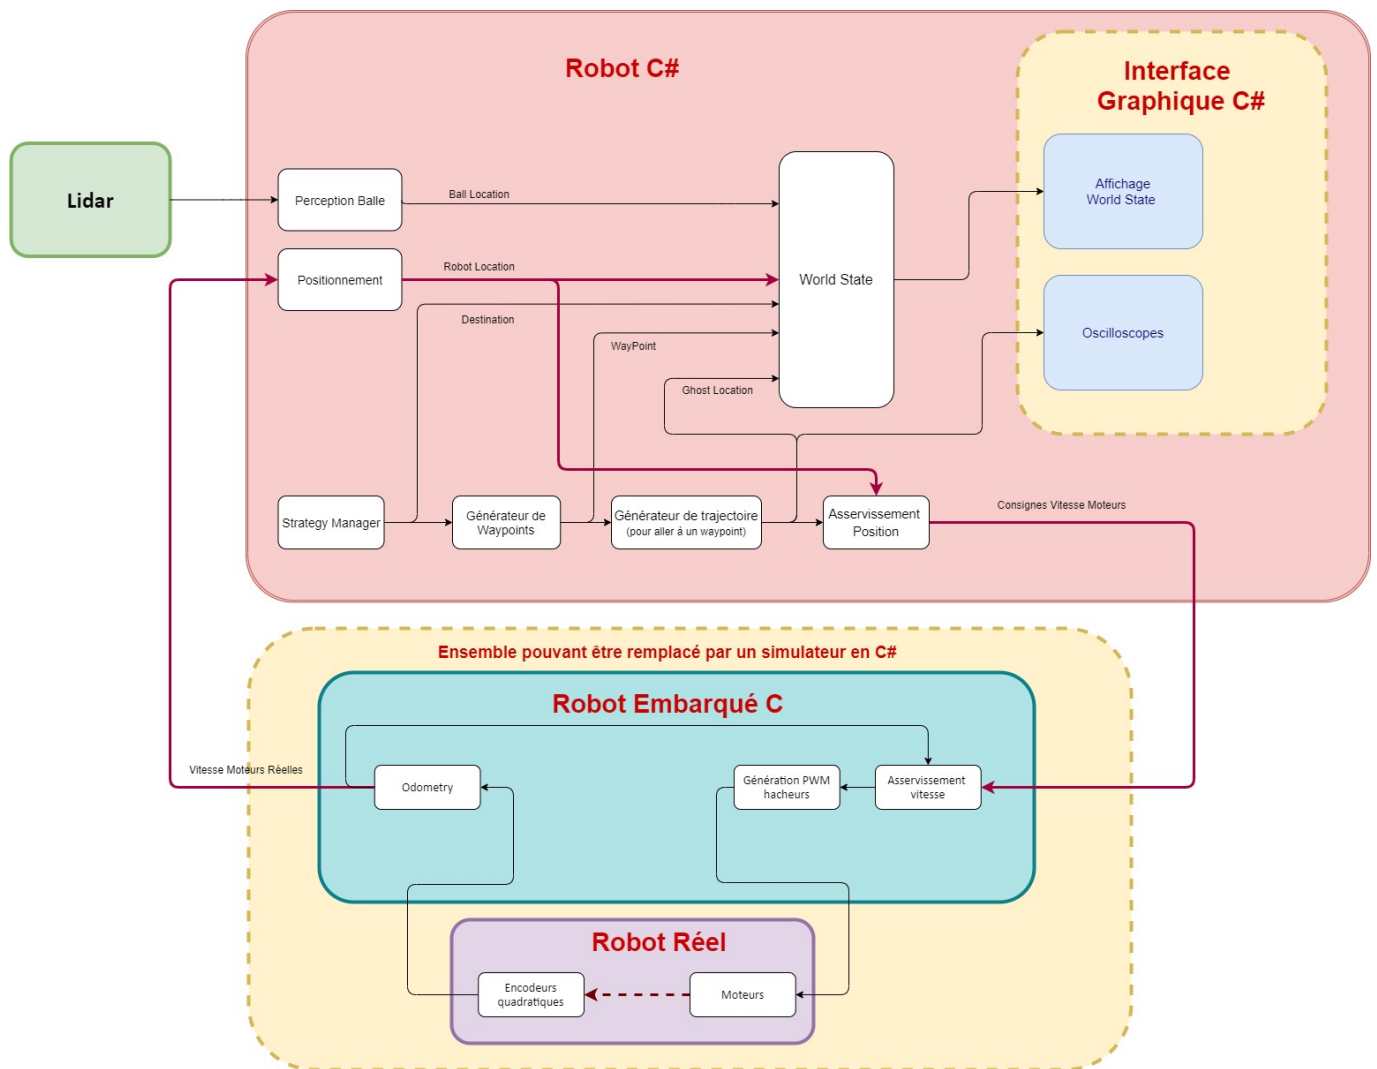 Robot C#
Interface
Graphique C#
Lidar
Perception Balle
Ball Location
Affichage
World State
Positionnement
Robot Location
World State
Destination
WayPoint
Oscilloscopes
Ghost Location
Strategy Manager
Générateur de
Waypoints
Générateur de trajectoire
(pour aller à un waypoint)
Asservissement
Position
Consignes Vitesse Moteurs
Ensemble pouvant être remplacé par un simulateur en C#
Robot Embarqué C
Vitesse Moteurs Réelles
Odometry
Génération PWM
hacheurs
Asservissement
vitesse
Robot Réel
Encodeurs
quadratiques
Moteurs